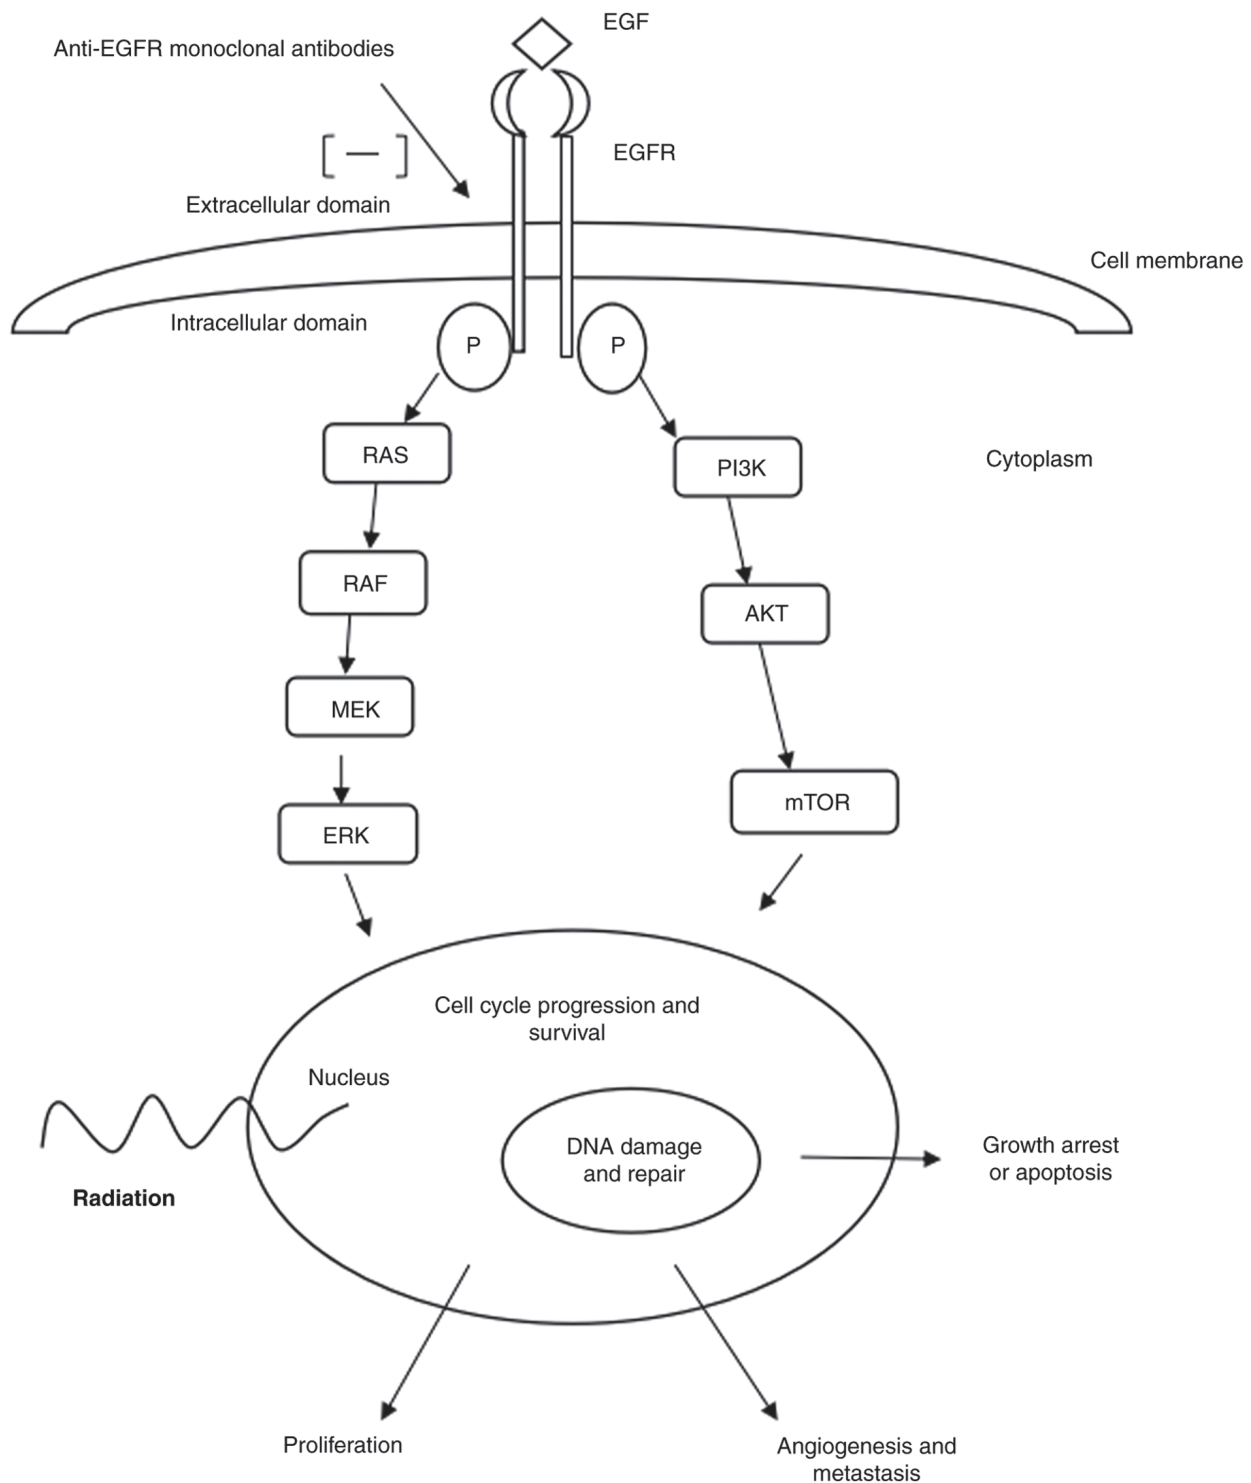 EGF
Anti-EGFR monoclonal antibodies
[—]
EGFR
Extracellular domain
Cell membrane
Intracellular domain
P
P
RAS
PI3K
Cytoplasm
RAF
AKT
MEK
mTOR
ERK
Cell cycle progression and
survival
Nucleus
DNA damage
and repair
Growth arrest
or apoptosis
Radiation
Proliferation
Angiogenesis and
metastasis